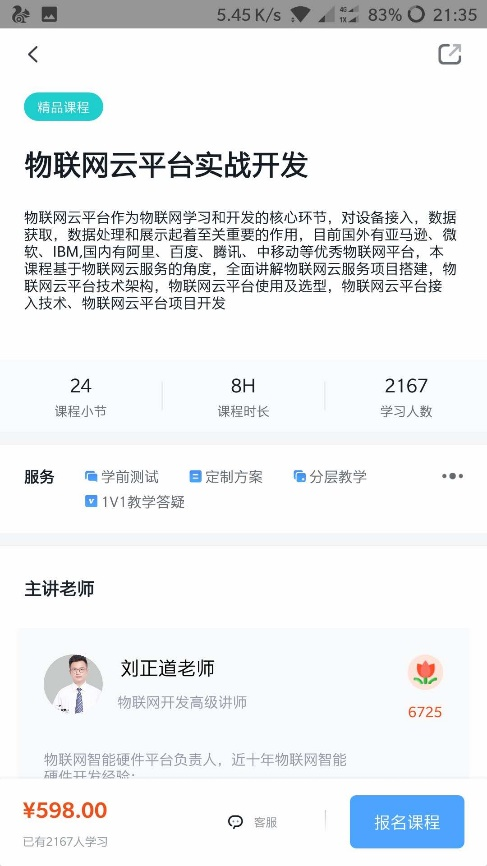 5.45 K/s 4G 1X 83% 21:35
精品课程
物联网云平台实战开发
物联网云平台作为物联网学习和开发的核心环节，对设备接入，数据
获取，数据处理和展示起着至关重要的作用，目前国外有亚马逊、微
软、IBM,国内有阿里、百度、腾讯、中移动等优秀物联网平台，本
课程基于物联网云服务的角度，全面讲解物联网云服务项目搭建，物
联网云平台技术架构，物联网云平台使用及选型，物联网云平台接
入技术、物联网云平台项目开发
24 8H 2167
课程小节 课程时长 学习人数
服务 学前测试 定制方案 分层教学
1V1教学答疑
主讲老师
刘正道老师
物联网开发高级讲师
6725
物联网智能硬件平台负责人，近十年物联网智能
硬件开发经验；
¥598.00
已有2167人学习
客服
报名课程